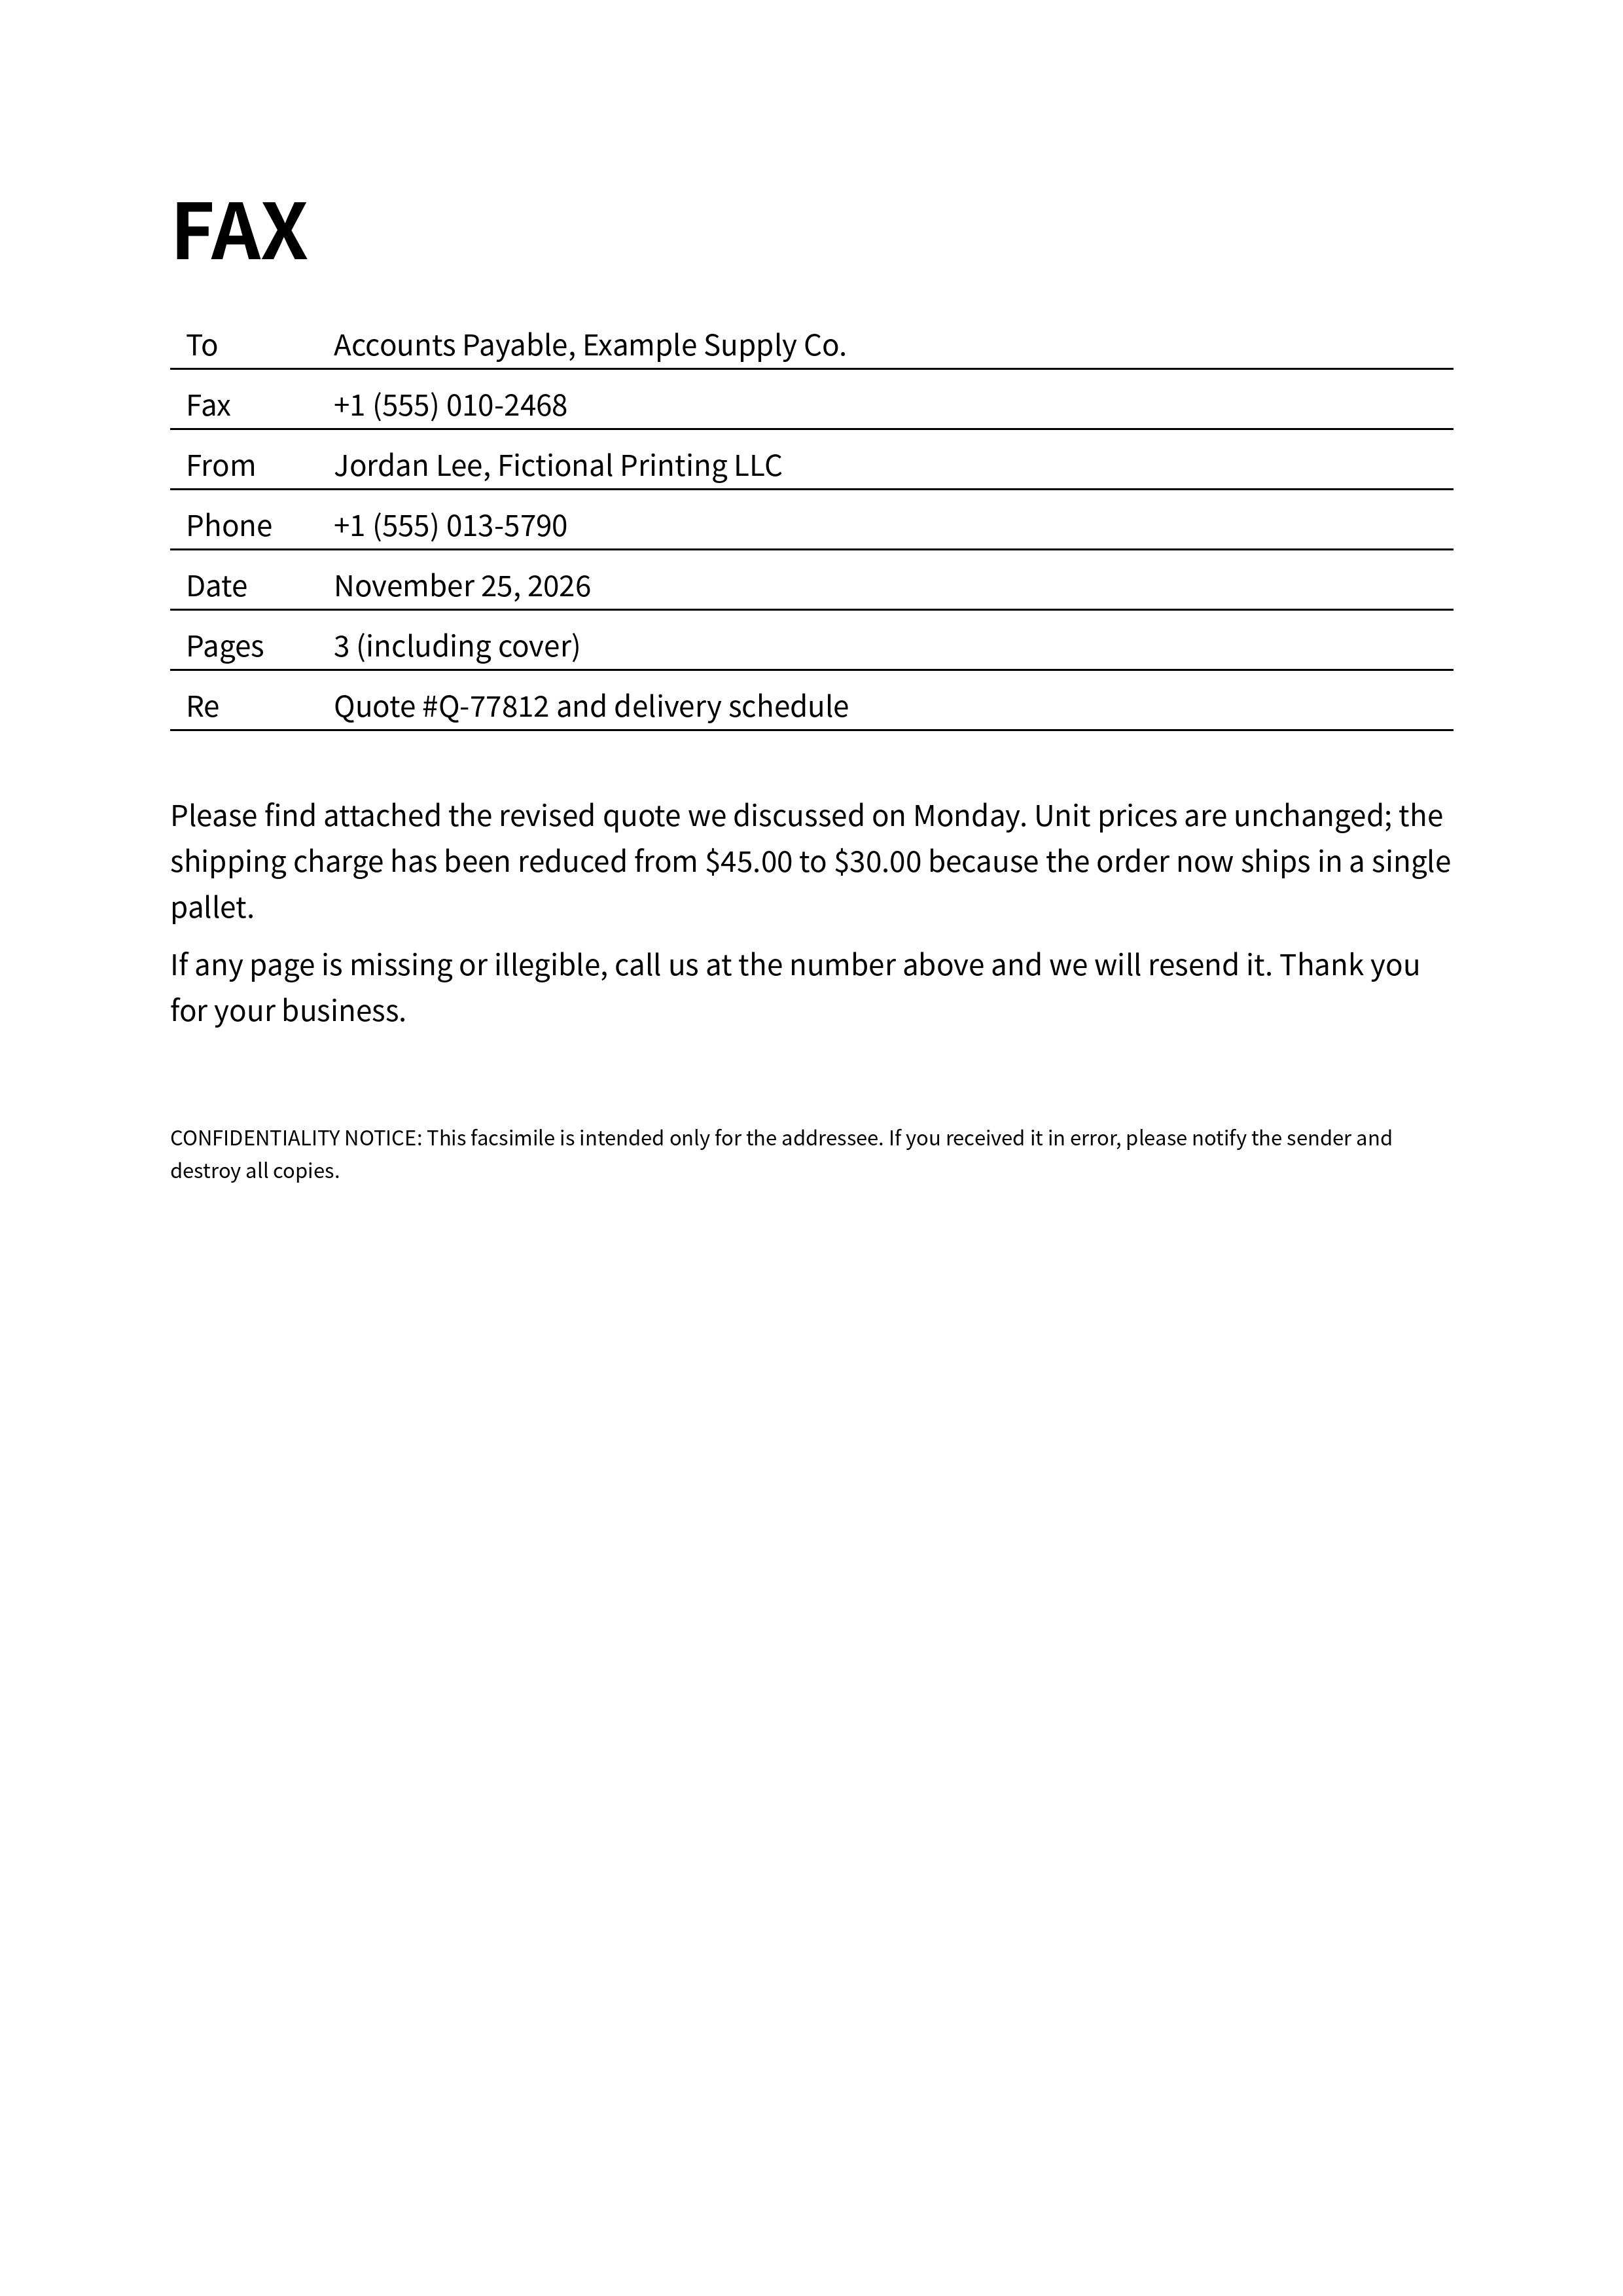 FAX
To Accounts Payable, Example Supply Co.
Fax +1 (555) 010-2468
From Jordan Lee, Fictional Printing LLC
Phone +1 (555) 013-5790
Date November 25, 2026
Pages 3 (including cover)
Re Quote #Q-77812 and delivery schedule
Please find attached the revised quote we discussed on Monday. Unit prices are unchanged; the
shipping charge has been reduced from $45.00 to $30.00 because the order now ships in a single
pallet.
If any page is missing or illegible, call us at the number above and we will resend it. Thank you
for your business.
CONFIDENTIALITY NOTICE: This facsimile is intended only for the addressee. If you received it in error, please notify the sender and
destroy all copies.